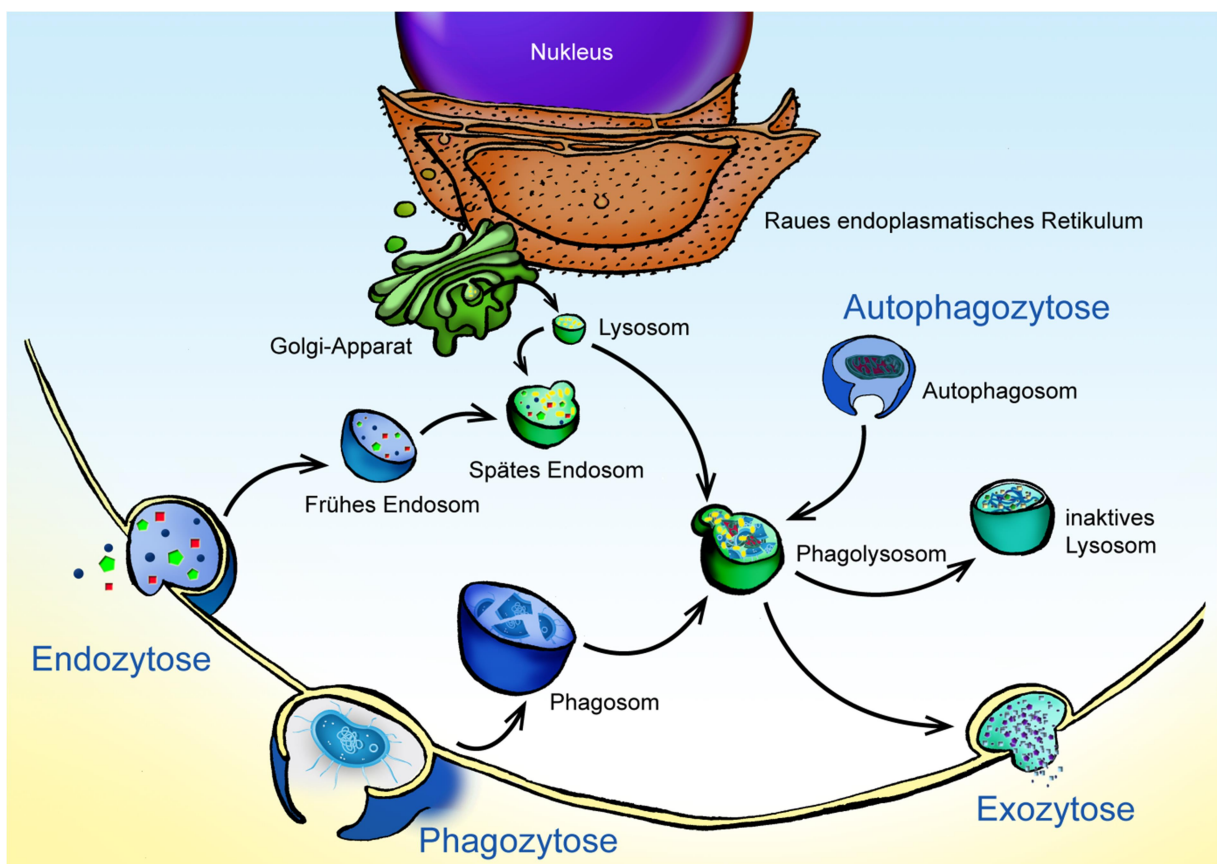 Nukleus
Raues endoplasmatisches Retikulum
Autophagozytose
Golgi-Apparat
Lysosom
Autophagosom
Spätes Endosom
Frühes Endosom
inaktives
Lysosom
Phagolysosom
Endozytose
Phagosom
Exozytose
Phagozytose